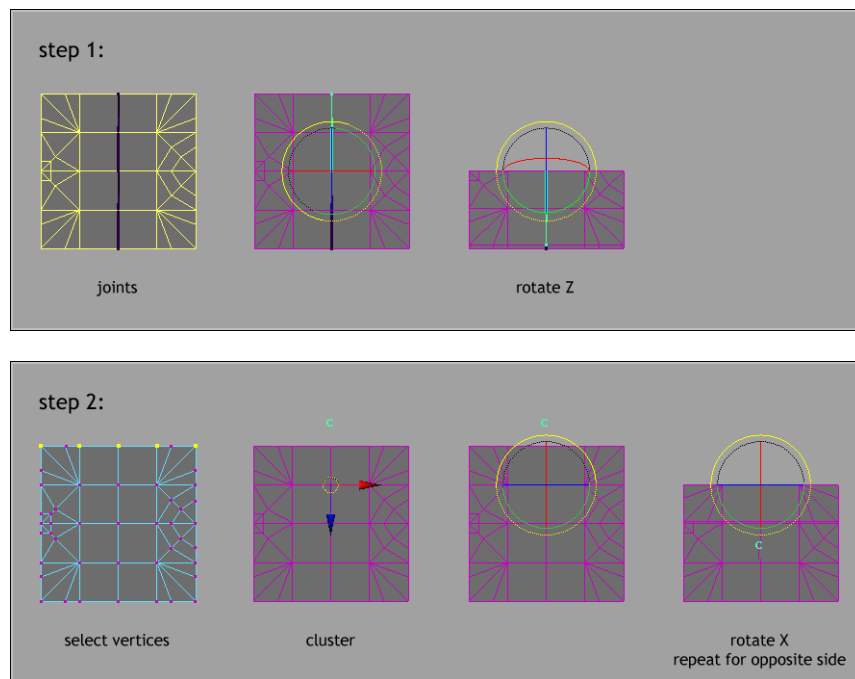 step 1:
joints
rotate Z
step 2:
C
C
C
select vertices
cluster
rotate X
repeat for opposite side